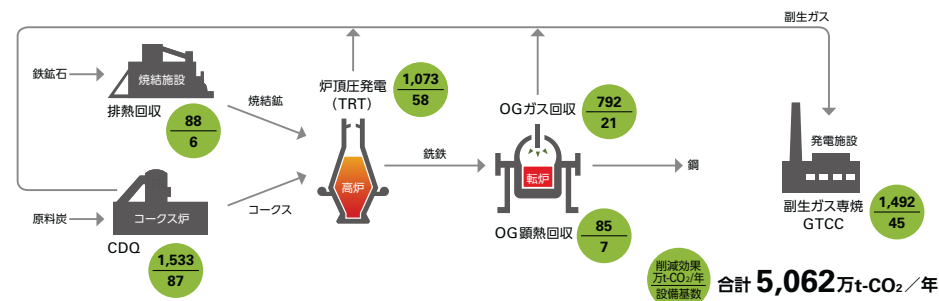 副生ガス
鉄鉱石
焼結施設
排熱回収
88
6
焼結鉱
原料炭
コークス炉
CDQ
1,533
87
コークス
炉頂圧発電
(TRT)
1,073
58
高炉
銑鉄
OGガス回収
792
21
転炉
OG顕熱回収
85
7
鋼
発電施設
副生ガス専焼
GTCC
1,492
45
削減効果
万t-CO₂/年
設備基数
合計 5,062万t-CO₂/年